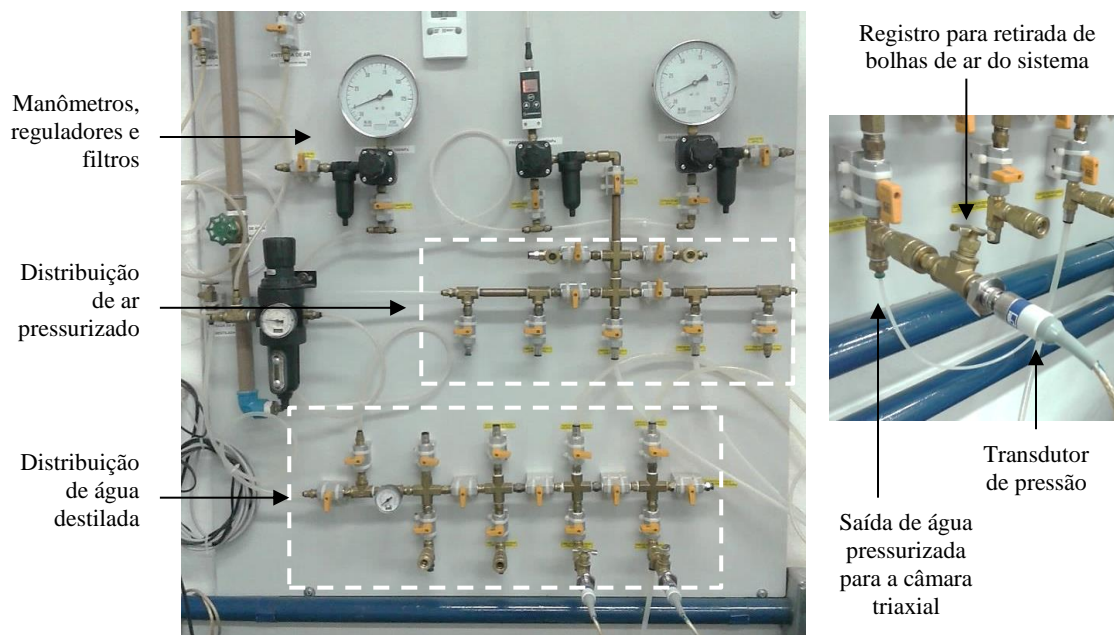 Manômetros,
reguladores e
filtros
Distribuição
de ar
pressurizado
Distribuição
de água
destilada
Registro para retirada de
bolhas de ar do sistema
Transdutor
de pressão
Saída de água
pressurizada
para a câmara
triaxial